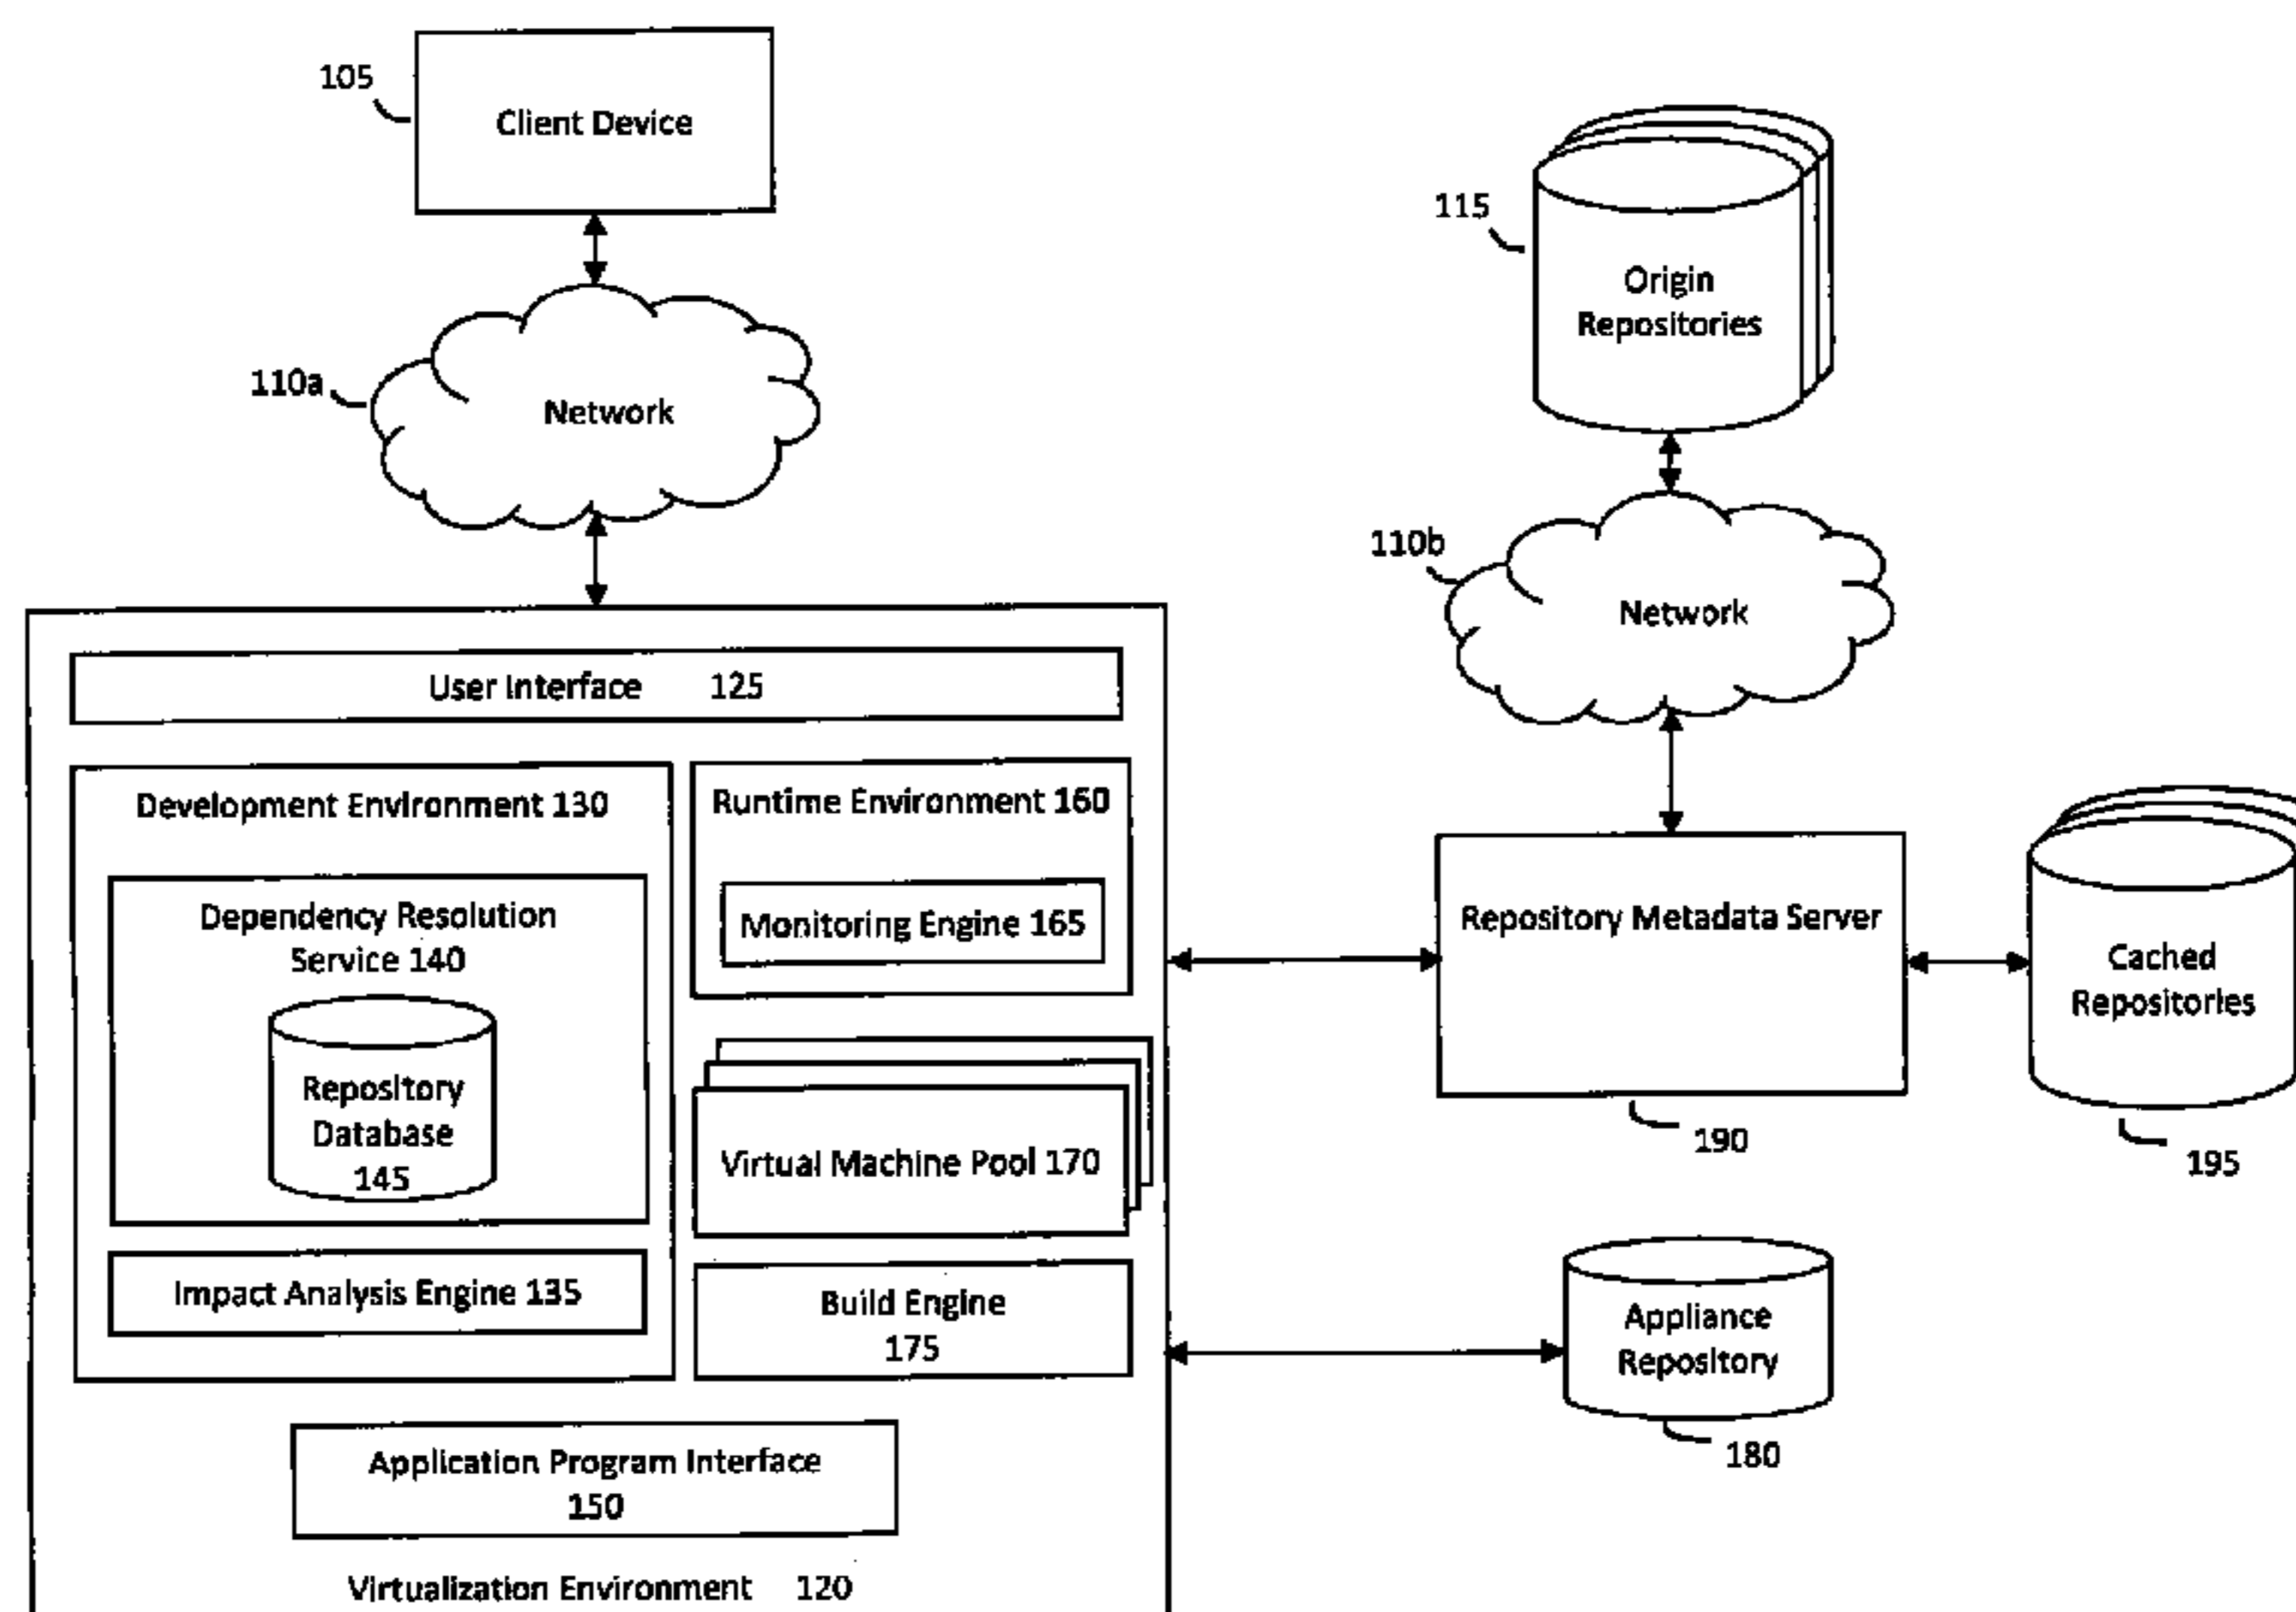 105
Client Device
115
Origin
Repositories
110a
Network
110b
Network
User Interface 125
Development Environment 130
Runtime Environment 160
Dependency Resolution
Service 140
Monitoring Engine 165
Repository Metadata Server
Cached
Repositories
Repository
Database
145
Virtual Machine Pool 170
190
195
Impact Analysis Engine 135
Build Engine
175
Appliance
Repository
180
Application Program Interface
150
Virtualization Environment 120